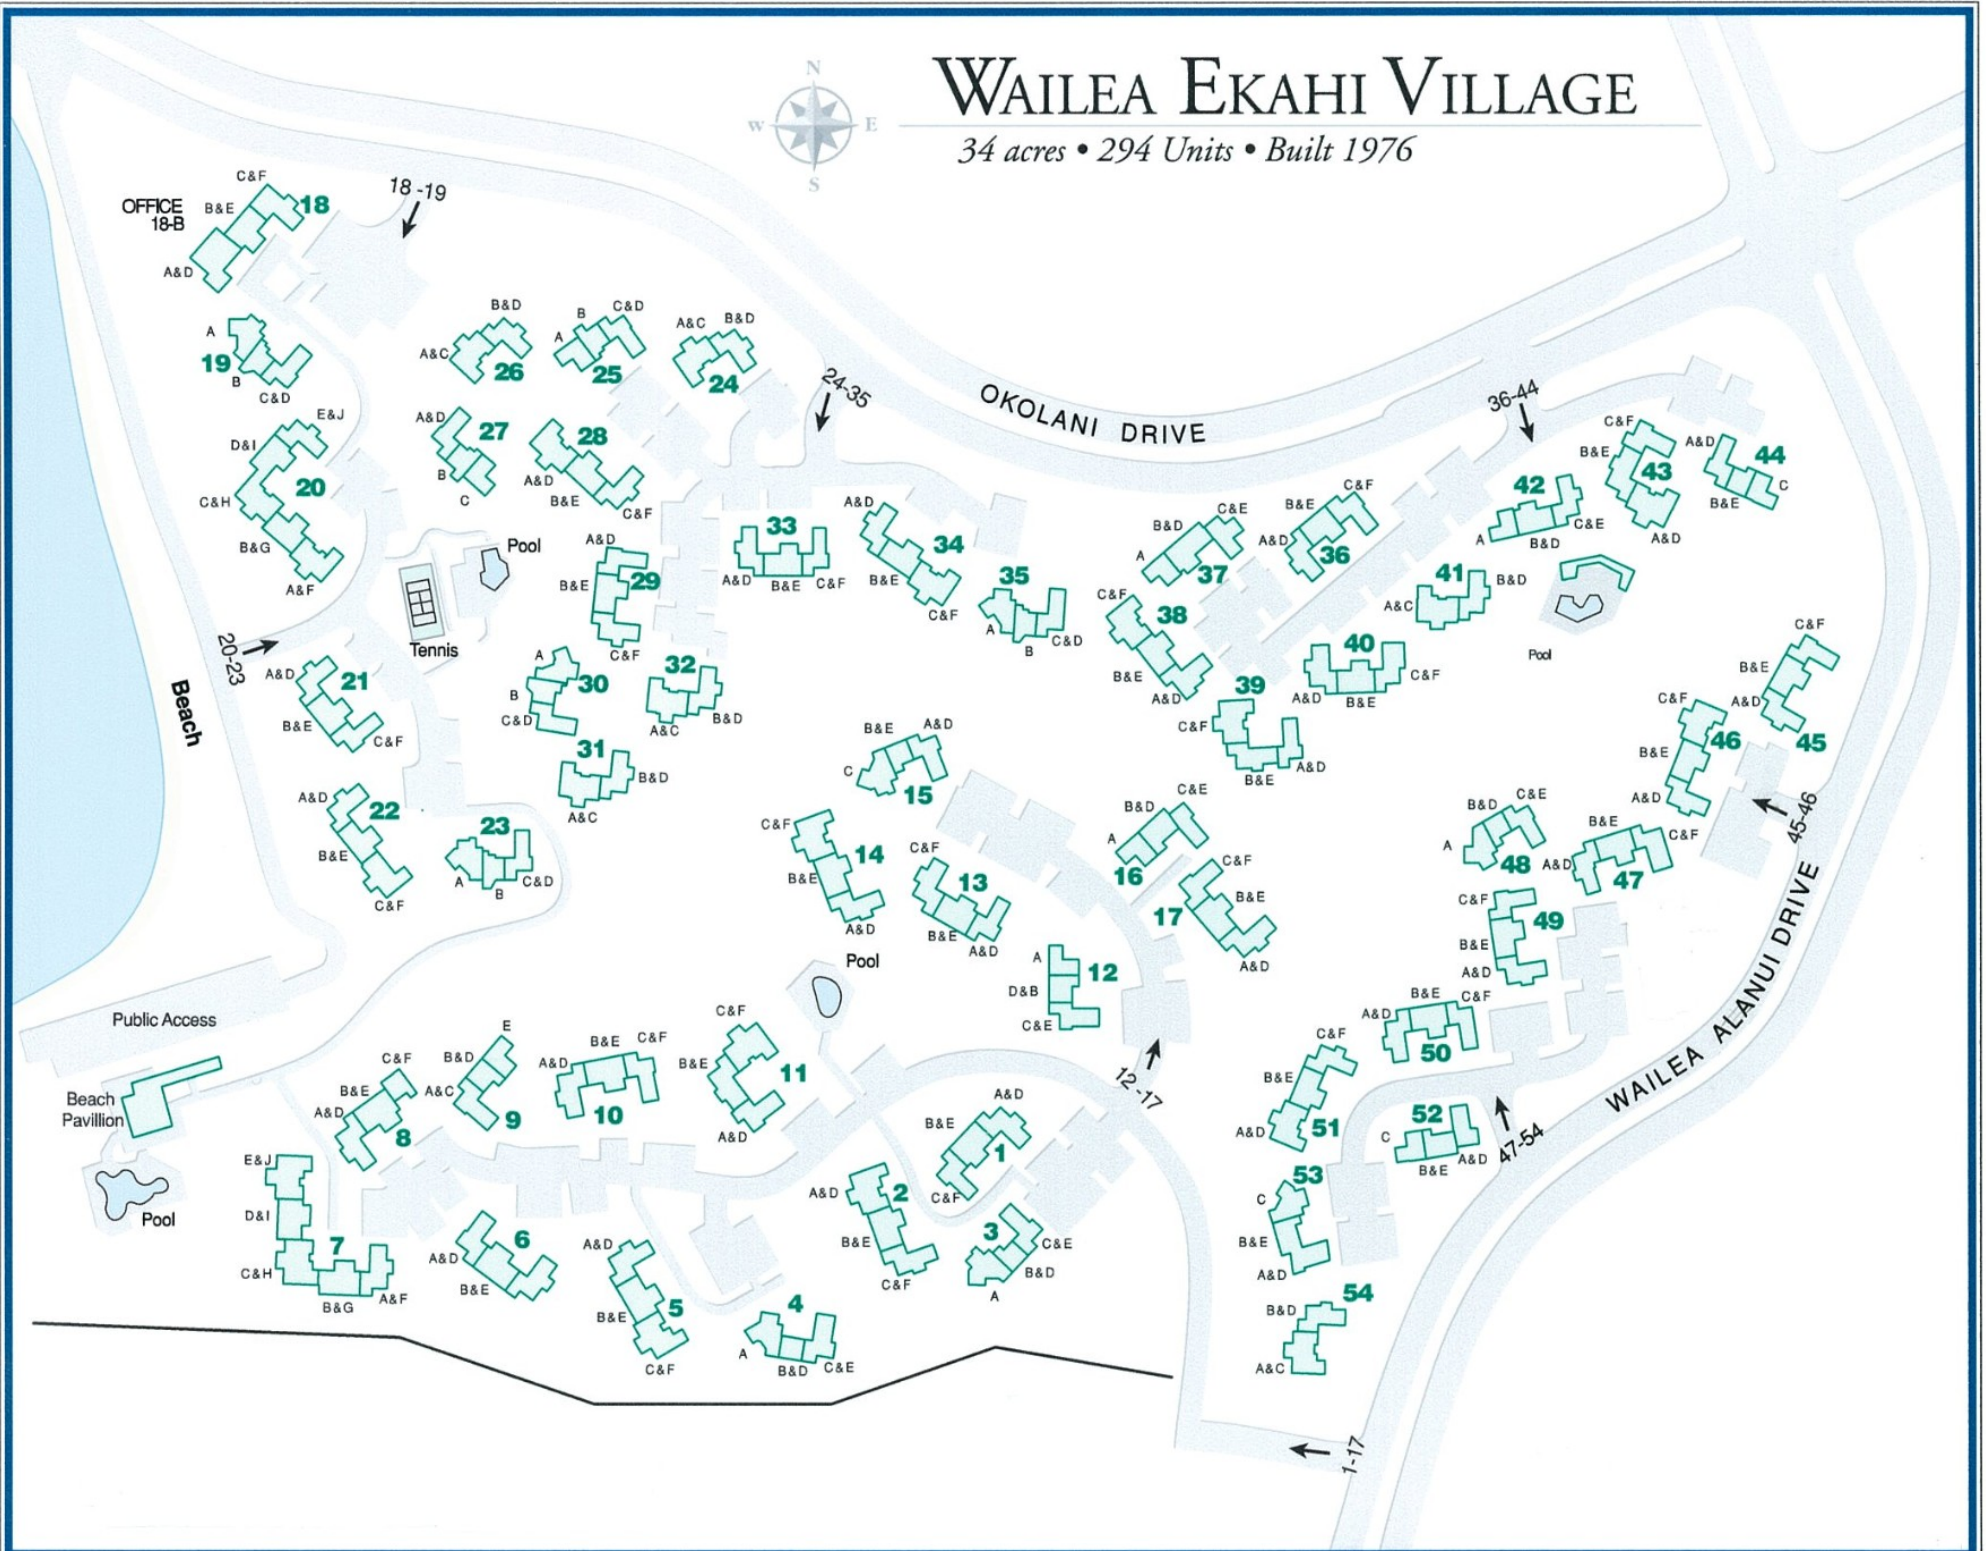 WAILEA EKAHI VILLAGE
34 acres • 294 Units • Built 1976
N
W
E
S
OFFICE
18-B
C&F
B&E
A&D
18
18-19
A
19
B
C&D
B&D
A&C
26
B
C&D
A
25
A&C
B&D
24
24-35
OKOLANI DRIVE
36-44
E&J
D&I
C&H
20
B&G
A&F
A&D
27
B
C
28
A&D
B&E
C&F
Pool
Tennis
A&D
B&E
29
C&F
33
A&D
B&E
C&F
A&D
34
B&E
C&F
35
A
B
C&D
B&D
C&E
A
37
B&E
C&F
A&D
36
42
A
B&D
C&E
C&F
B&E
43
A&D
A&D
44
C
B&E
41
A&C
B&D
Pool
C&F
38
B&E
A&D
40
A&D
B&E
C&F
39
C&F
B&E
A&D
20-23
Beach
A&D
21
B&E
C&F
A
B
30
C&D
32
A&C
B&D
31
B&D
A&C
A&D
22
B&E
C&F
23
A
B
C&D
B&E
A&D
C
15
C&F
14
B&E
A&D
C&F
13
B&E
A&D
B&D
C&E
A
16
C&F
B&E
17
A&D
A
12
D&B
C&E
Pool
C&F
B&E
A&D
45
C&F
46
B&E
A&D
45-46
B&D
C&E
A
48
B&E
C&F
A&D
47
C&F
49
B&E
A&D
A&D
B&E
C&F
50
WAILEA ALANUI DRIVE
Public Access
Beach
Pavillion
Pool
C&F
B&E
A&D
8
E
B&D
A&C
9
A&D
B&E
C&F
10
C&F
B&E
11
A&D
12-17
A&D
B&E
1
C&F
C&F
B&E
A&D
51
52
C
B&E
A&D
47-54
E&J
D&I
7
C&H
B&G
A&F
6
A&D
B&E
A&D
B&E
5
C&F
4
A
B&D
C&E
A&D
2
B&E
C&F
3
C&E
B&D
A
53
C
B&E
A&D
54
B&D
A&C
1-17